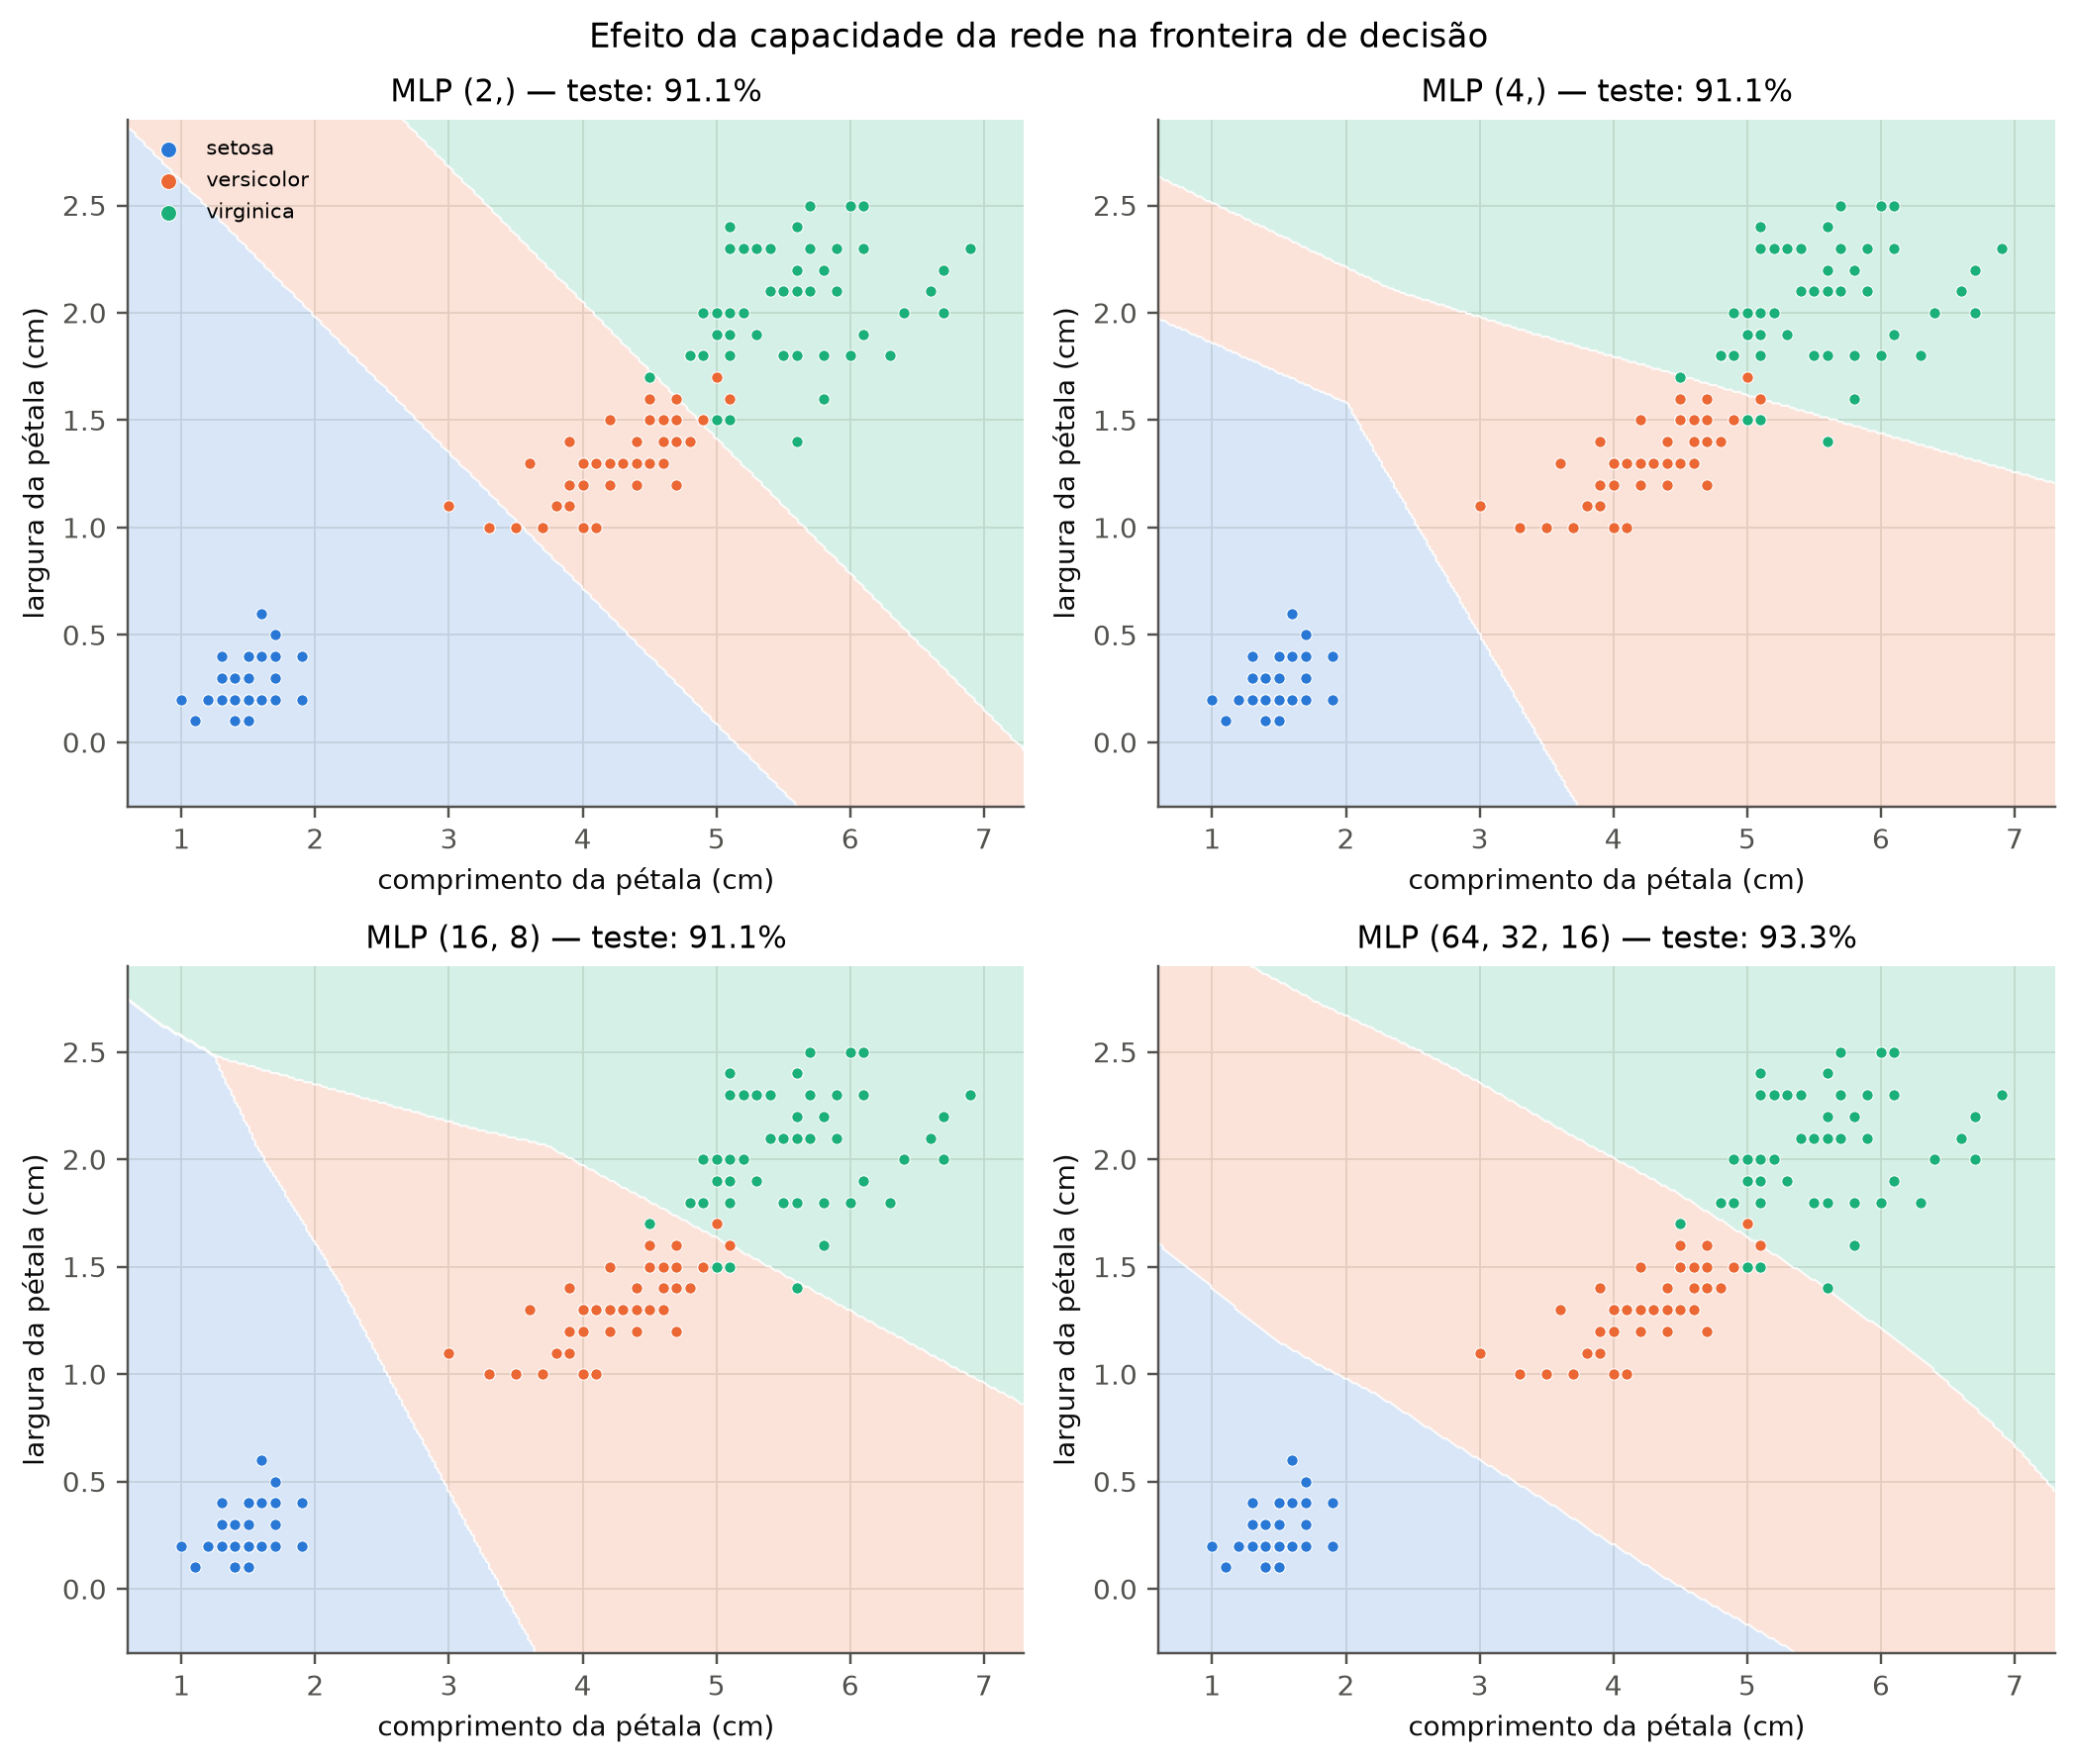 Efeito da capacidade da rede na fronteira de decisão
MLP (2,) — teste: 91.1%
setosa
versicolor
virginica
largura da pétala (cm)
2.5
2.0
1.5
1.0
0.5
0.0
1 2 3 4 5 6 7
comprimento da pétala (cm)
MLP (4,) — teste: 91.1%
largura da pétala (cm)
2.5
2.0
1.5
1.0
0.5
0.0
1 2 3 4 5 6 7
comprimento da pétala (cm)
MLP (16, 8) — teste: 91.1%
largura da pétala (cm)
2.5
2.0
1.5
1.0
0.5
0.0
1 2 3 4 5 6 7
comprimento da pétala (cm)
MLP (64, 32, 16) — teste: 93.3%
largura da pétala (cm)
2.5
2.0
1.5
1.0
0.5
0.0
1 2 3 4 5 6 7
comprimento da pétala (cm)